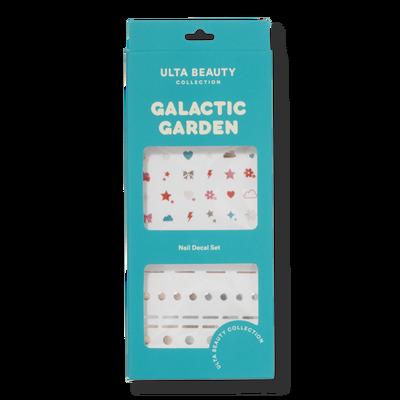 ULTA BEAUTY
COLLECTION
GALACTIC
GARDEN
Nail Decal Set
ULTA BEAUTY COLLECTION